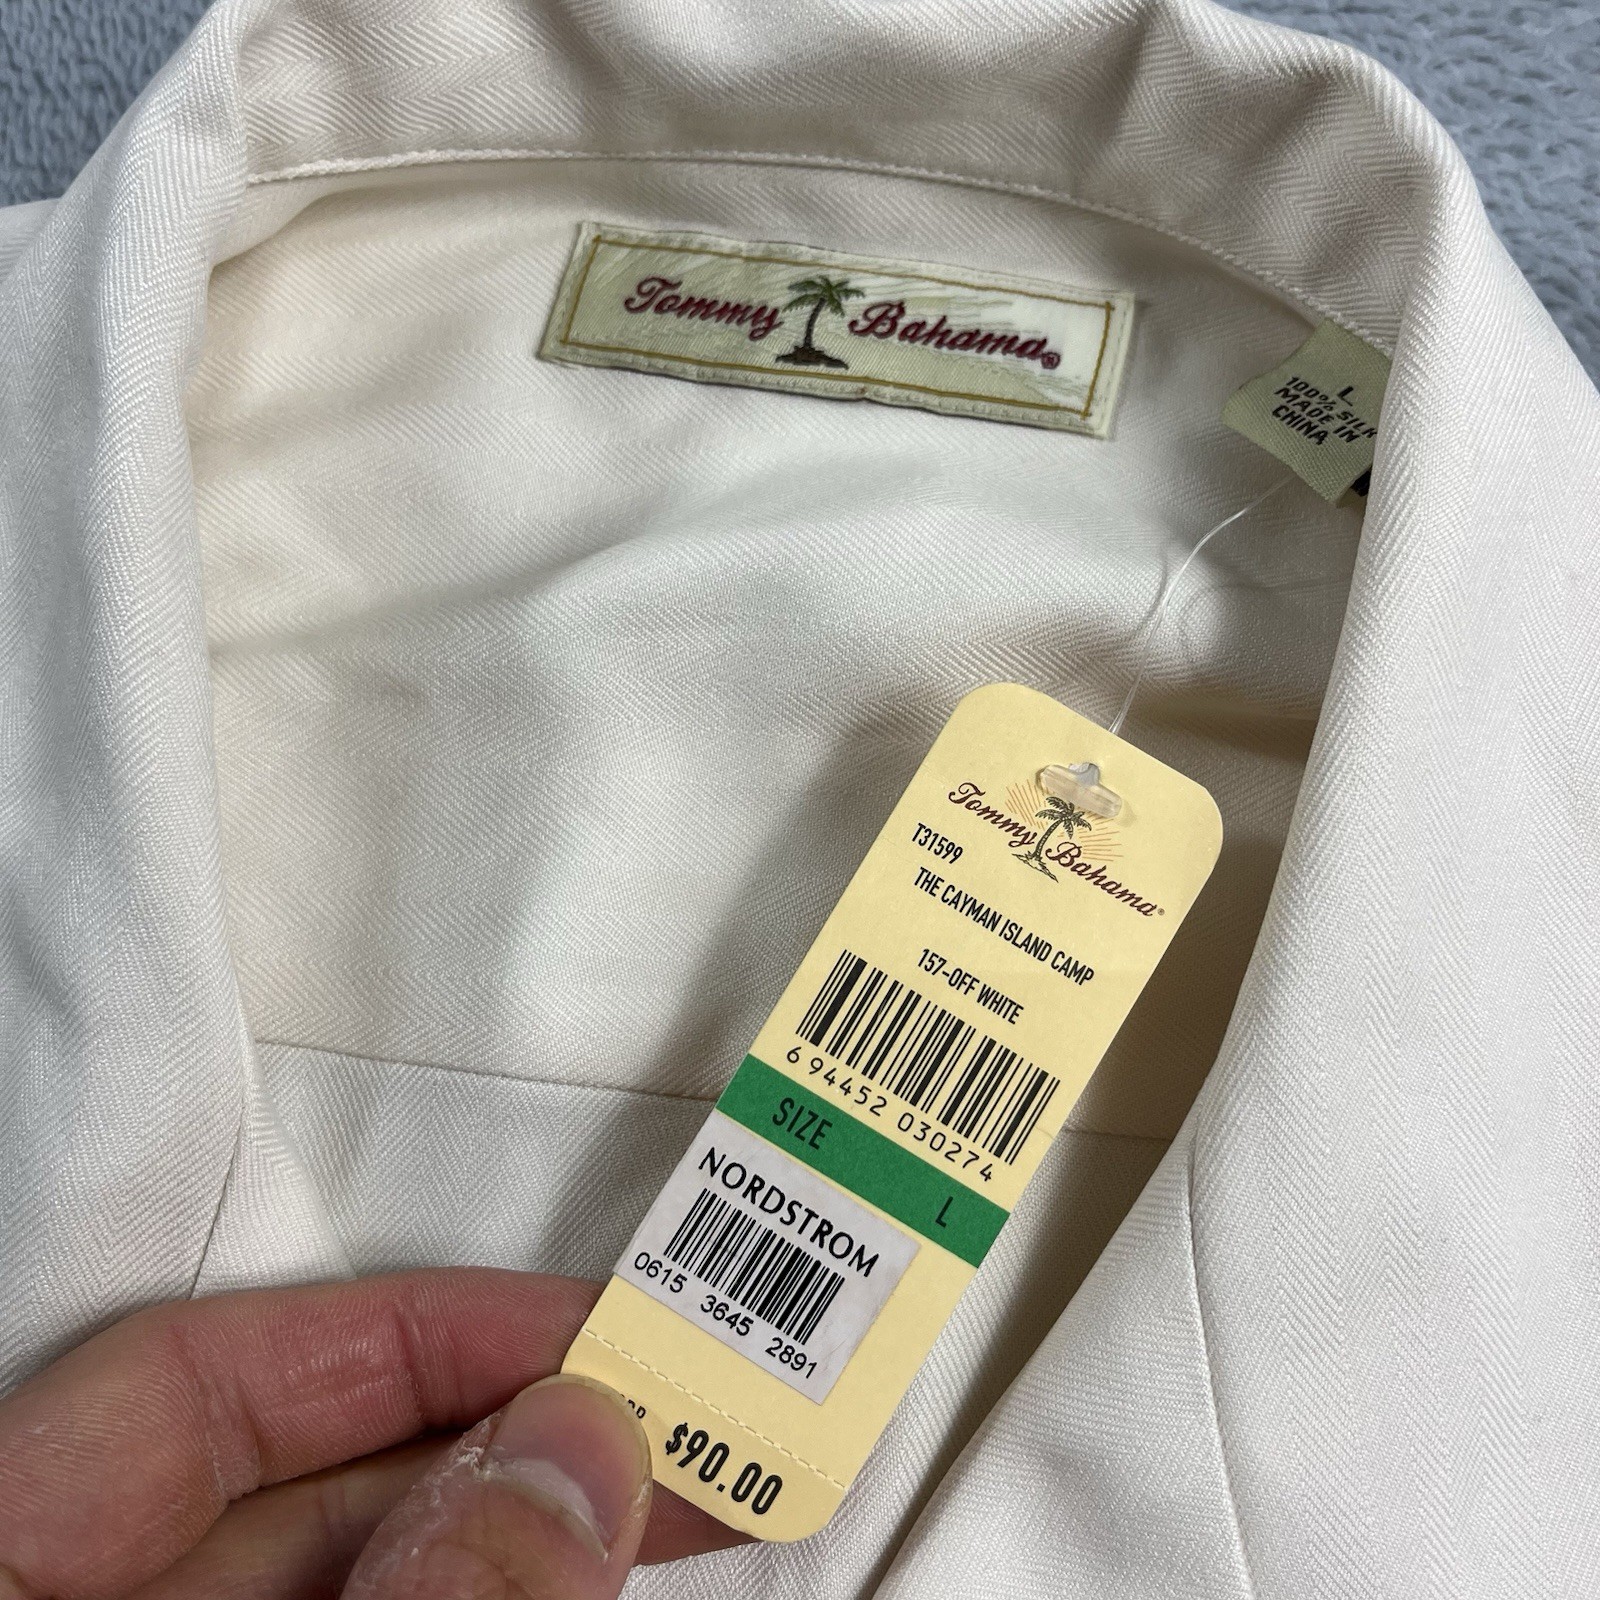 Tommy Bahama®
L
100% SILK
MADE IN
CHINA
Tommy Bahama®
T31599
THE CAYMAN ISLAND CAMP
157-OFF WHITE
6 94452 030274
SIZE L
NORDSTROM
0615 3645 2891
$90.00